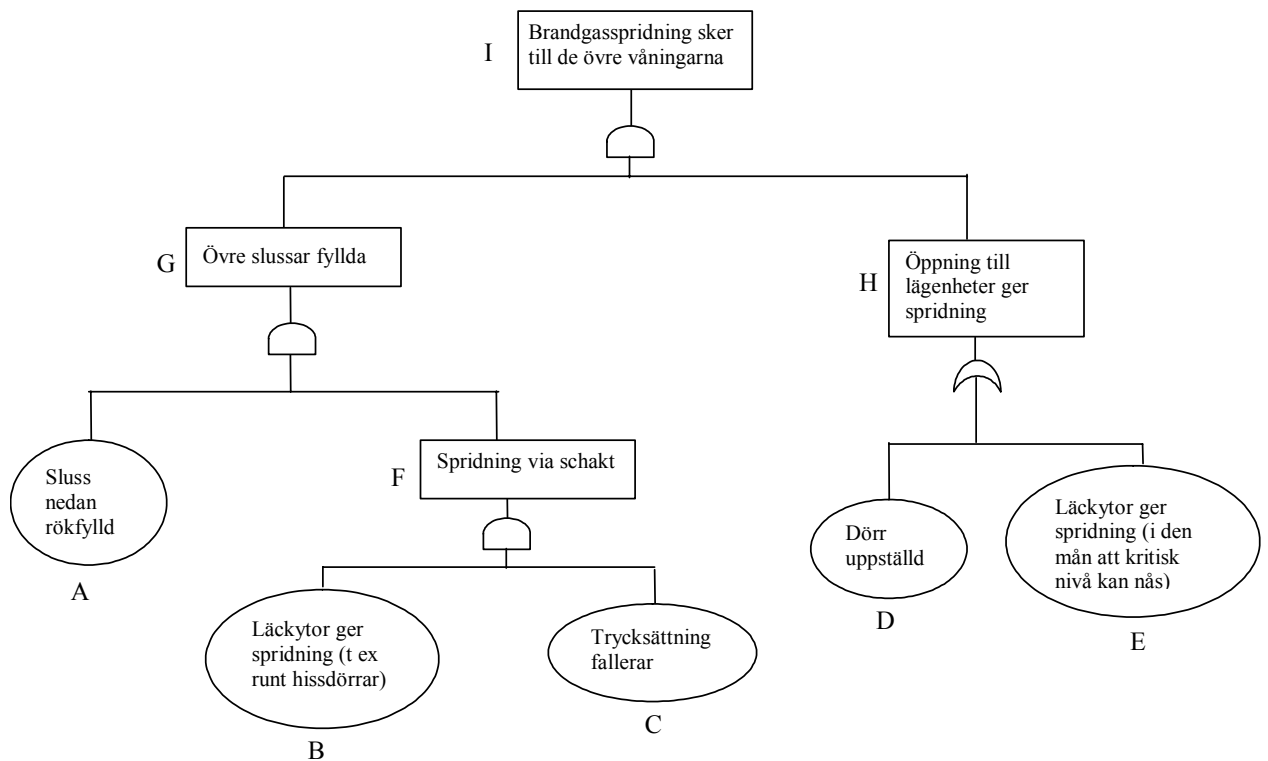 Brandgasspridning sker
till de övre våningarna
I
Övre slussar fyllda
G
Öppning till
lägenheter ger
spridning
H
Sluss
nedan
rökfylld
A
Spridning via schakt
F
Dörr
uppställd
D
Läckytor ger
spridning (i den
mån att kritisk
nivå kan nås)
E
Läckytor ger
spridning (t ex
runt hissdörrar)
B
Trycksättning
fallerar
C